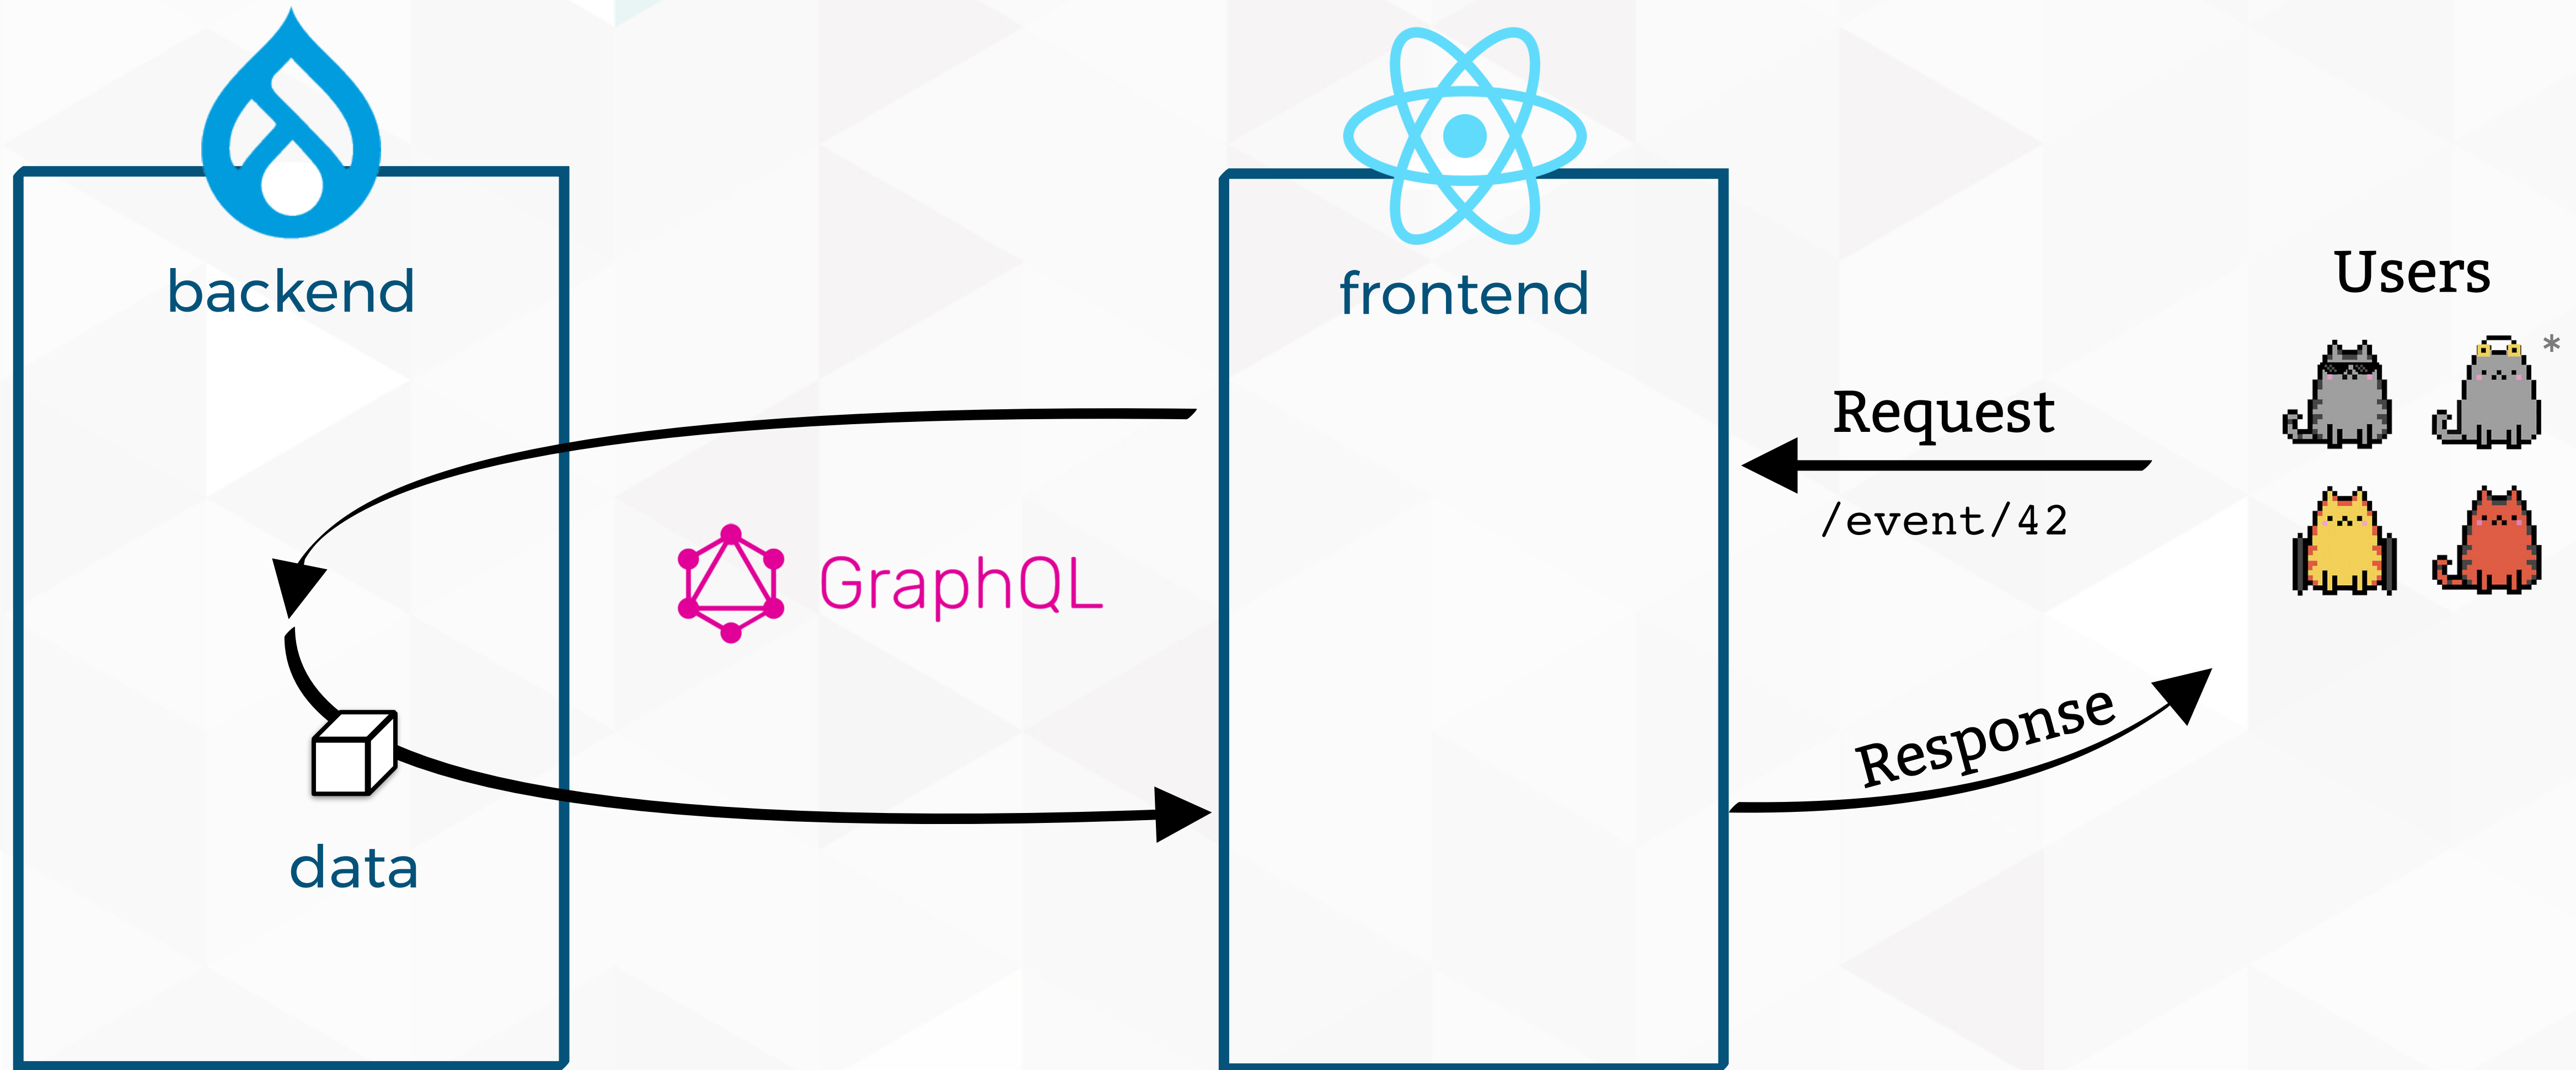 backend
frontend
Users
*
Request
/event/42
GraphQL
Response
data